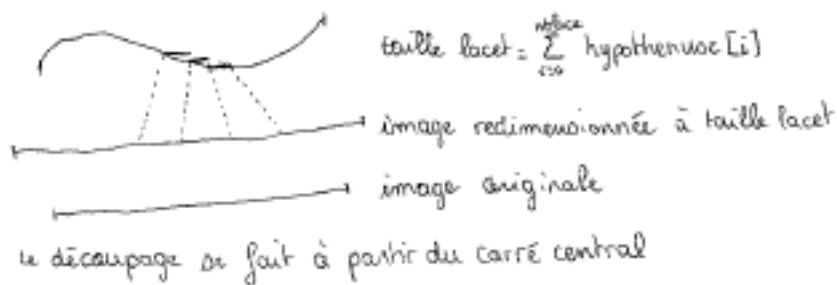 taille lacet = Σ hypothenuse [i]
image redimensionnée à taille lacet
image originale
le découpage se fait à partir du carré central